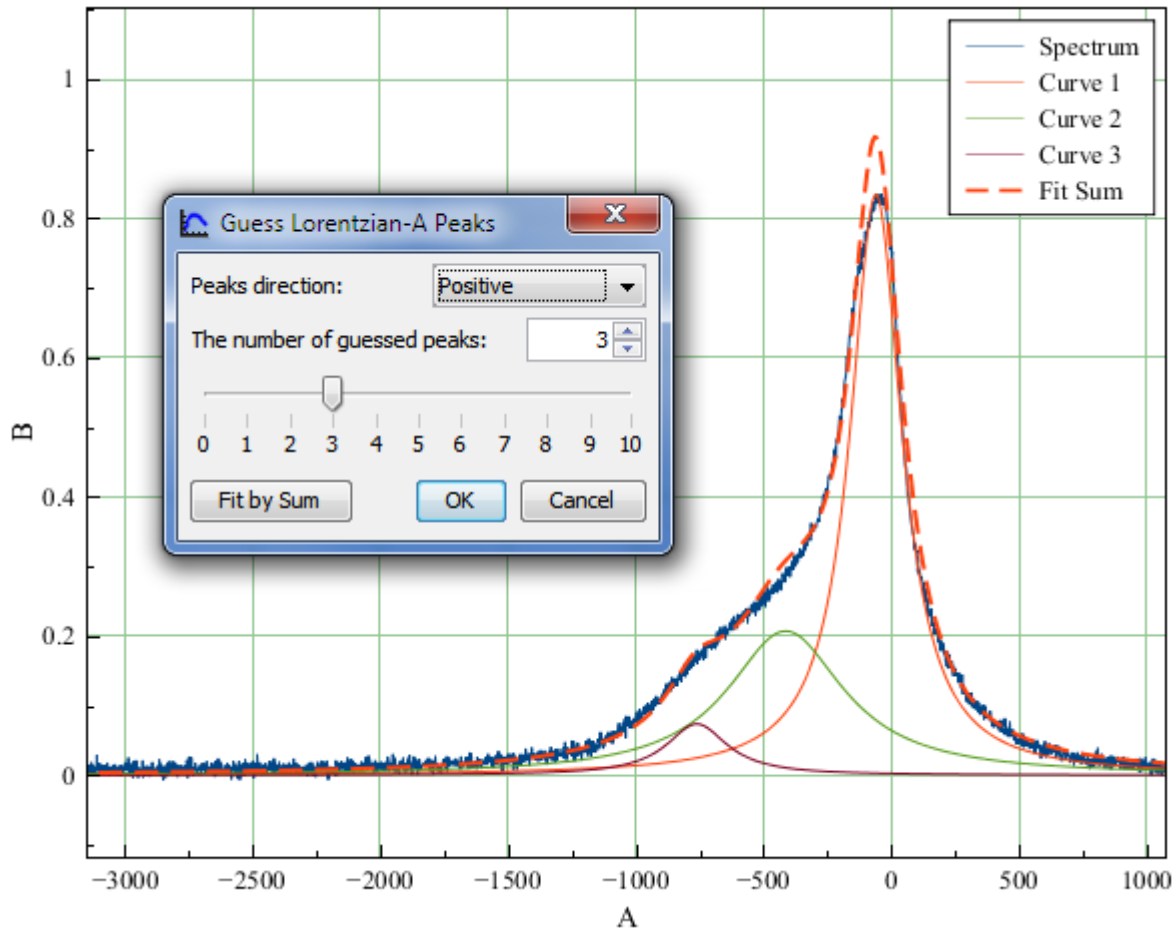 1
0.8
0.6
0.4
0.2
0
B
−3000
−2500
−2000
−1500
−1000
−500
0
500
1000
A
Spectrum
Curve 1
Curve 2
Curve 3
Fit Sum
Guess Lorentzian-A Peaks
Peaks direction: Positive
The number of guessed peaks: 3
0 1 2 3 4 5 6 7 8 9 10
Fit by Sum OK Cancel